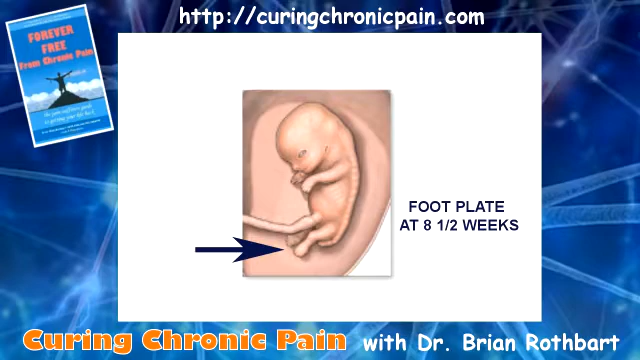 http://curingchronicpain.com
FOREVER
FREE
From Chronic Pain
FOOT PLATE
AT 8 1/2 WEEKS
Curing Chronic Pain with Dr. Brian Rothbart